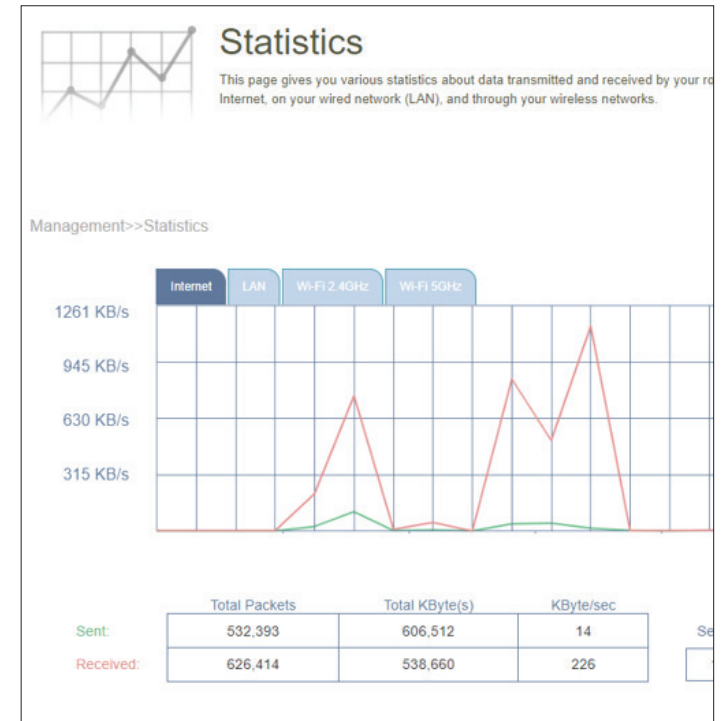 Statistics
This page gives you various statistics about data transmitted and received by your
Internet, on your wired network (LAN), and through your wireless networks.
Management>>Statistics
Internet LAN Wi-Fi 2.4GHz Wi-Fi 5GHz
1261 KB/s
945 KB/s
630 KB/s
315 KB/s
Total Packets Total KByte(s) KByte/sec
Sent: 532,393 606,512 14
Received: 626,414 538,660 226